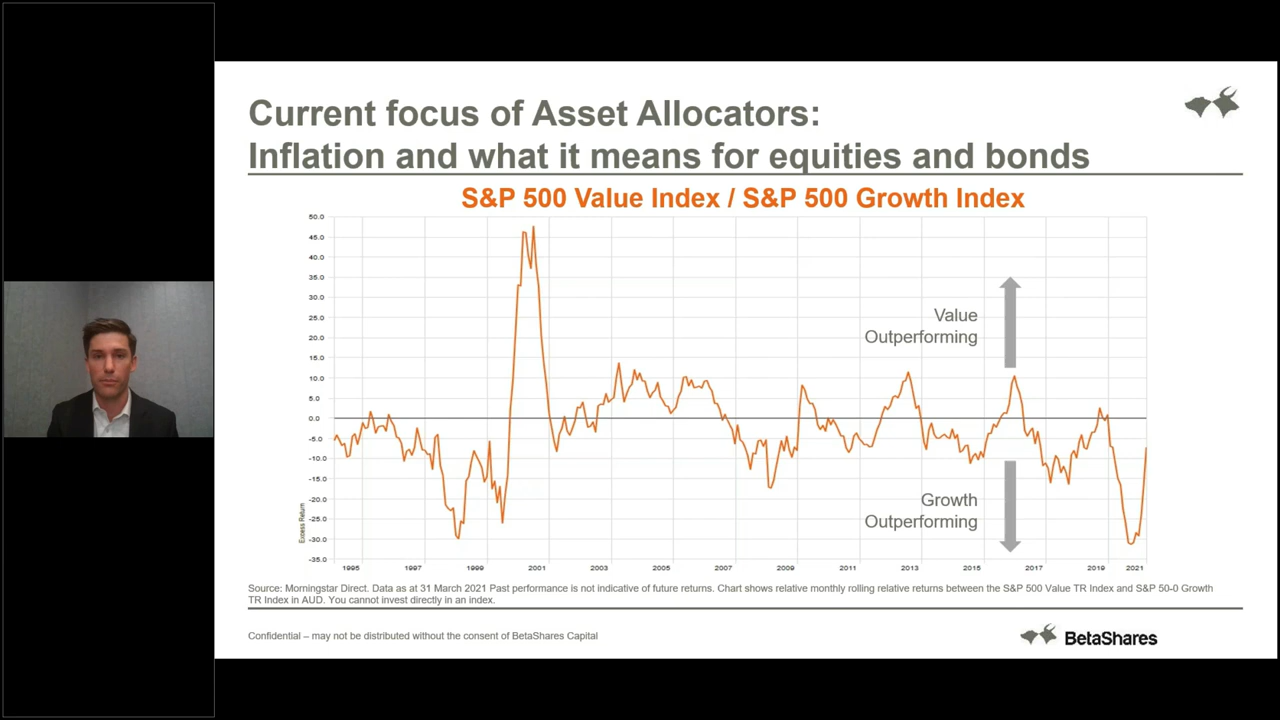 Current focus of Asset Allocators:
Inflation and what it means for equities and bonds
S&P 500 Value Index / S&P 500 Growth Index
50.0
45.0
40.0
35.0
30.0
25.0
20.0
15.0
10.0
5.0
0.0
-5.0
-10.0
-15.0
-20.0
-25.0
-30.0
-35.0
Excess Return
Value
Outperforming
Growth
Outperforming
1995 1997 1999 2001 2003 2005 2007 2009 2011 2013 2015 2017 2019 2021
Source: Morningstar Direct. Data as at 31 March 2021 Past performance is not indicative of future returns. Chart shows relative monthly rolling relative returns between the S&P 500 Value TR Index and S&P 50-0 Growth
TR Index in AUD. You cannot invest directly in an index.
Confidential – may not be distributed without the consent of BetaShares Capital
BetaShares